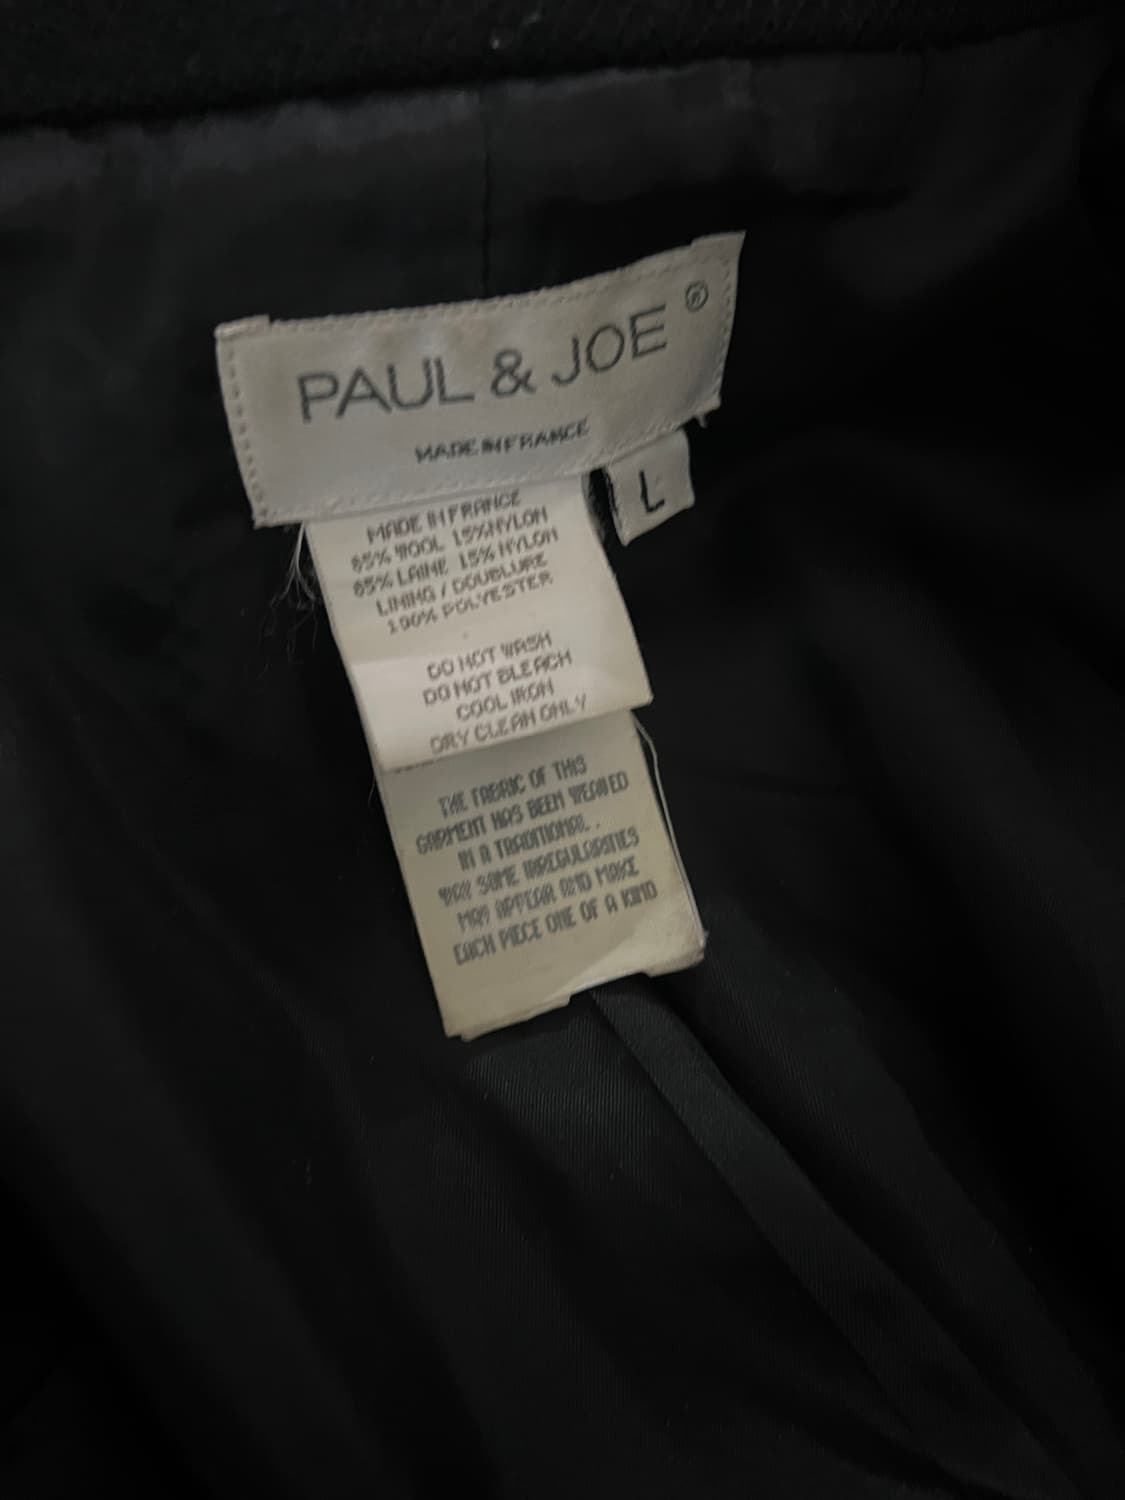 PAUL & JOE ®
MADE IN FRANCE
L
MADE IN FRANCE
85% WOOL 15% NYLON
85% LAINE 15% NYLON
LINING / DOUBLURE
100% POLYESTER
DO NOT WASH
DO NOT BLEACH
COOL IRON
DRY CLEAN ONLY
THE FABRIC OF THIS
GARMENT HAS BEEN WEAVED
IN A TRADITIONAL.
WAY SOME IRREGULARITIES
MAY APPEAR AND MAKE
EACH PIECE ONE OF A KIND